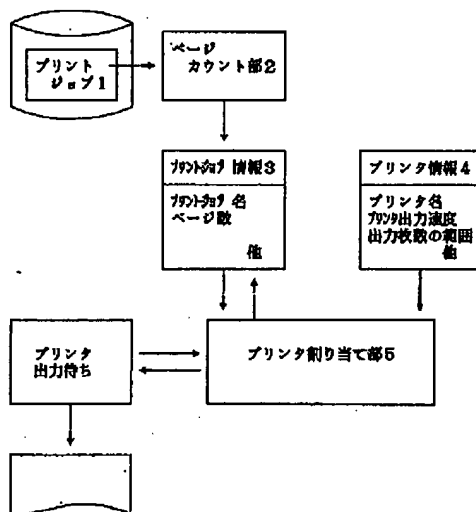 プリント
ジョブ1
ページ
カウント部2
プリントジョブ 情報3
プリントジョブ 名
ページ数
他
プリンタ情報4
プリンタ名
プリンタ出力速度
出力枚数の範囲
他
プリンタ
出力待ち
プリンタ割り当て部5